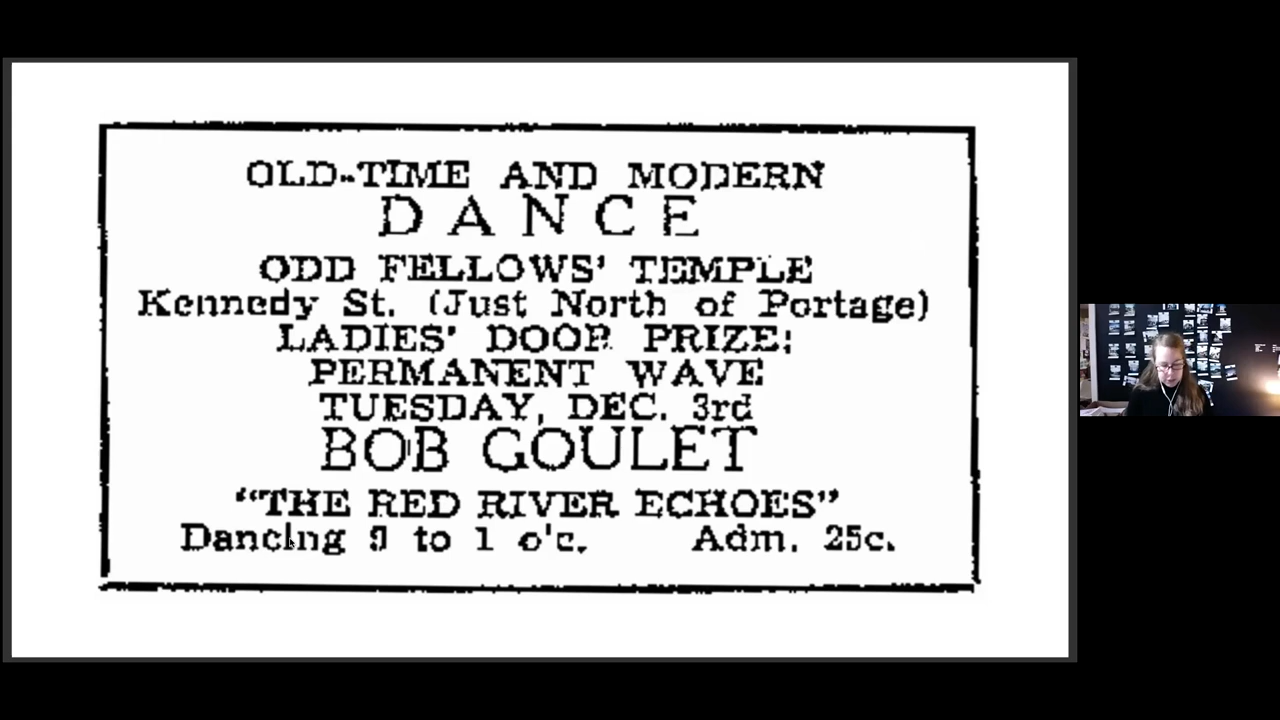 OLD-TIME AND MODERN
DANCE
ODD FELLOWS' TEMPLE
Kennedy St. (Just North of Portage)
LADIES' DOOR PRIZE:
PERMANENT WAVE
TUESDAY, DEC. 3rd
BOB GOULET
"THE RED RIVER ECHOES"
Dancing 9 to 1 o'c. Adm. 25c.